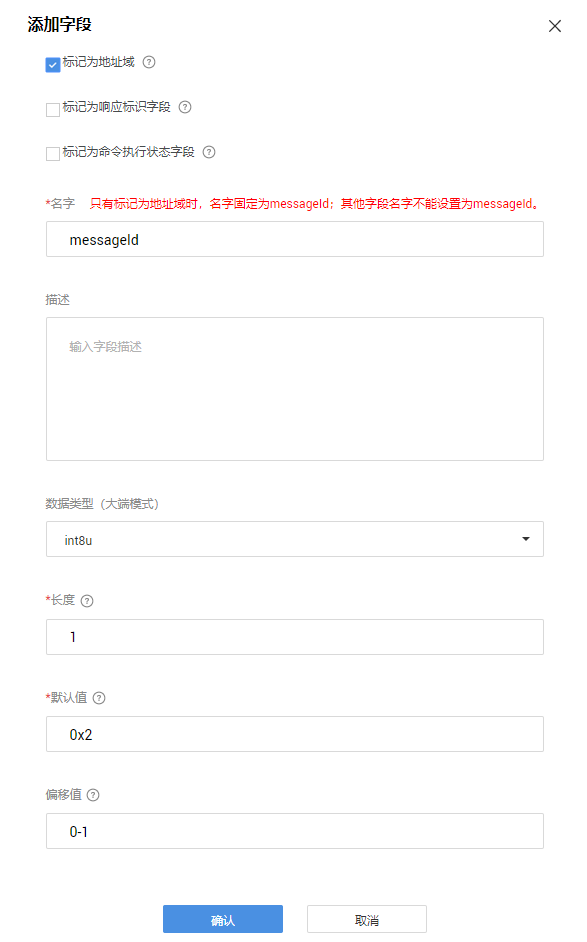 添加字段
标记为地址域
标记为响应标识字段
标记为命令执行状态字段
*名字 只有标记为地址域时，名字固定为messageId；其他字段名字不能设置为messageId。
messageId
描述
输入字段描述
数据类型（大端模式）
int8u
*长度
1
*默认值
0x2
偏移值
0-1
确认 取消